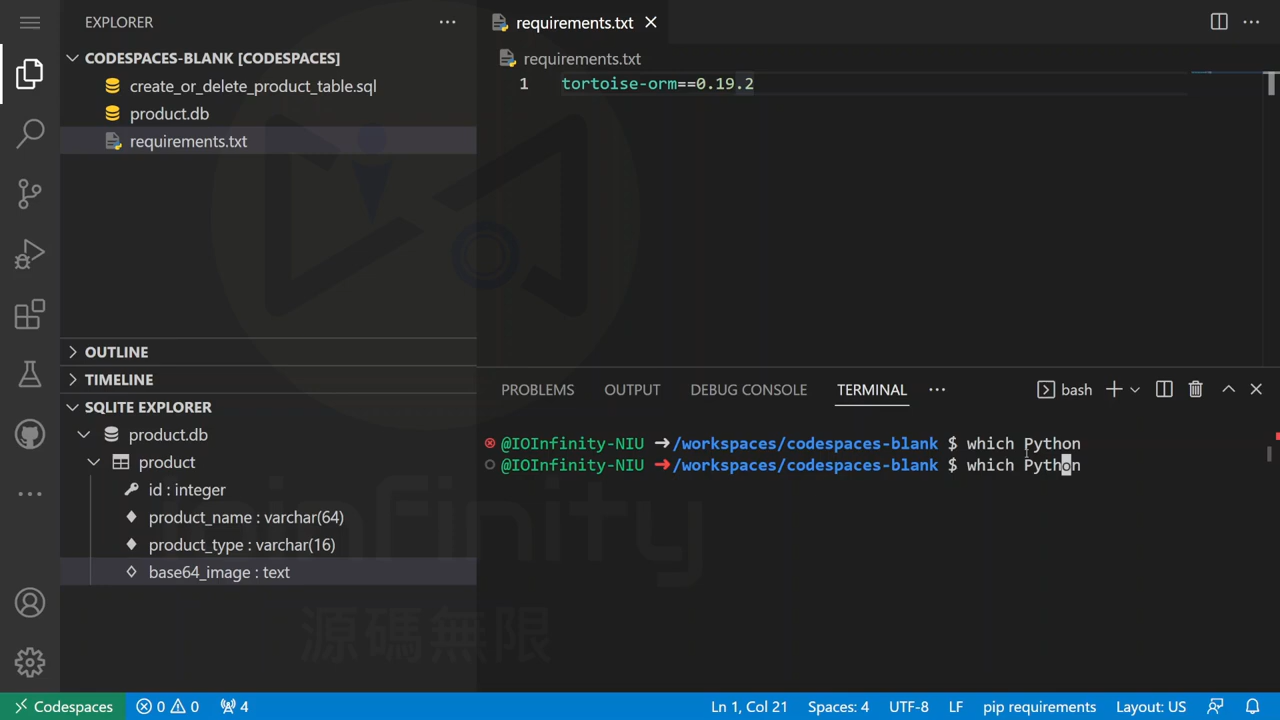 EXPLORER
CODESPACES-BLANK [CODESPACES]
create_or_delete_product_table.sql
product.db
requirements.txt
OUTLINE
TIMELINE
SQLITE EXPLORER
product.db
product
id : integer
product_name : varchar(64)
product_type : varchar(16)
base64_image : text
requirements.txt
requirements.txt
1 tortoise-orm==0.19.2
PROBLEMS OUTPUT DEBUG CONSOLE TERMINAL bash
@IOInfinity-NIU ➜/workspaces/codespaces-blank $ which Python
@IOInfinity-NIU ➜/workspaces/codespaces-blank $ which Python
infinity
源碼無限
Codespaces 0 0 4 Ln 1, Col 21 Spaces: 4 UTF-8 LF pip requirements Layout: US